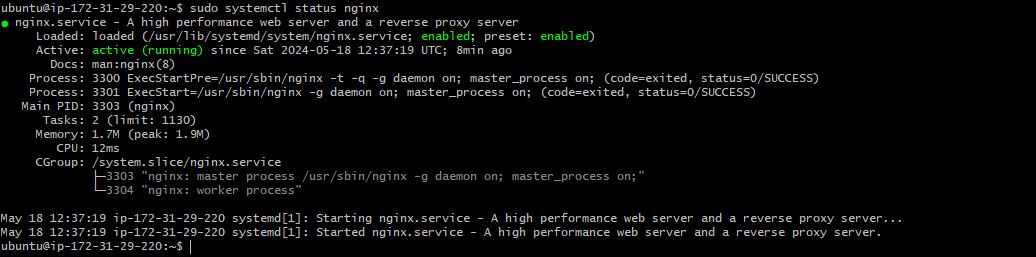 ubuntu@ip-172-31-29-220:~$ sudo systemctl status nginx
● nginx.service - A high performance web server and a reverse proxy server
     Loaded: loaded (/usr/lib/systemd/system/nginx.service; enabled; preset: enabled)
     Active: active (running) since Sat 2024-05-18 12:37:19 UTC; 8min ago
       Docs: man:nginx(8)
    Process: 3300 ExecStartPre=/usr/sbin/nginx -t -q -g daemon on; master_process on; (code=exited, status=0/SUCCESS)
    Process: 3301 ExecStart=/usr/sbin/nginx -g daemon on; master_process on; (code=exited, status=0/SUCCESS)
   Main PID: 3303 (nginx)
      Tasks: 2 (limit: 1130)
     Memory: 1.7M (peak: 1.9M)
        CPU: 12ms
     CGroup: /system.slice/nginx.service
             ├─3303 "nginx: master process /usr/sbin/nginx -g daemon on; master_process on;"
             └─3304 "nginx: worker process"

May 18 12:37:19 ip-172-31-29-220 systemd[1]: Starting nginx.service - A high performance web server and a reverse proxy server...
May 18 12:37:19 ip-172-31-29-220 systemd[1]: Started nginx.service - A high performance web server and a reverse proxy server.
ubuntu@ip-172-31-29-220:~$